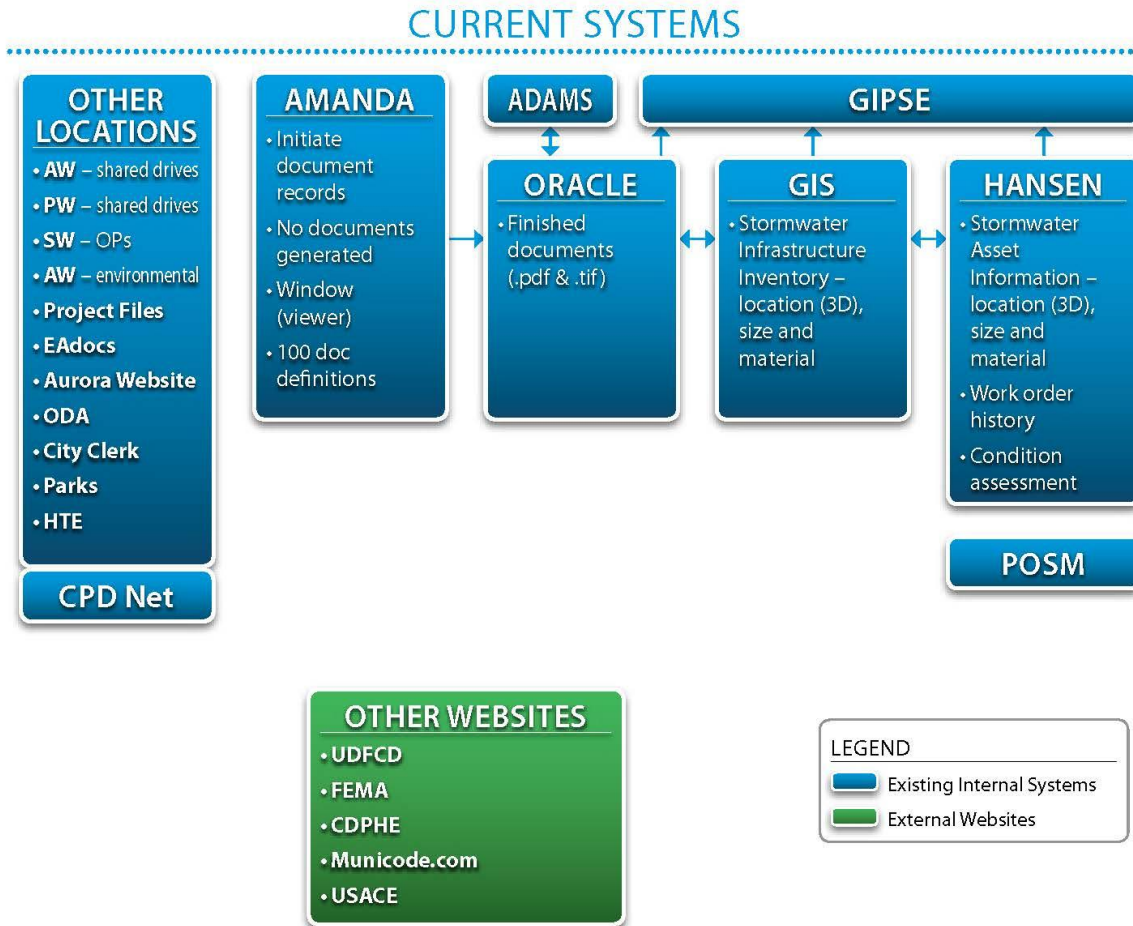 CURRENT SYSTEMS
OTHER
LOCATIONS
• AW – shared drives
• PW – shared drives
• SW – OPs
• AW – environmental
• Project Files
• EAdocs
• Aurora Website
• ODA
• City Clerk
• Parks
• HTE
CPD Net
AMANDA
• Initiate
document
records
• No documents
generated
• Window
(viewer)
• 100 doc
definitions
ADAMS
GIPSE
ORACLE
• Finished
documents
(.pdf & .tif)
GIS
• Stormwater
Infrastructure
Inventory –
location (3D),
size and
material
HANSEN
• Stormwater
Asset
Information –
location (3D),
size and
material
• Work order
history
• Condition
assessment
POSM
OTHER WEBSITES
• UDFCD
• FEMA
• CDPHE
• Municode.com
• USACE
LEGEND
Existing Internal Systems
External Websites